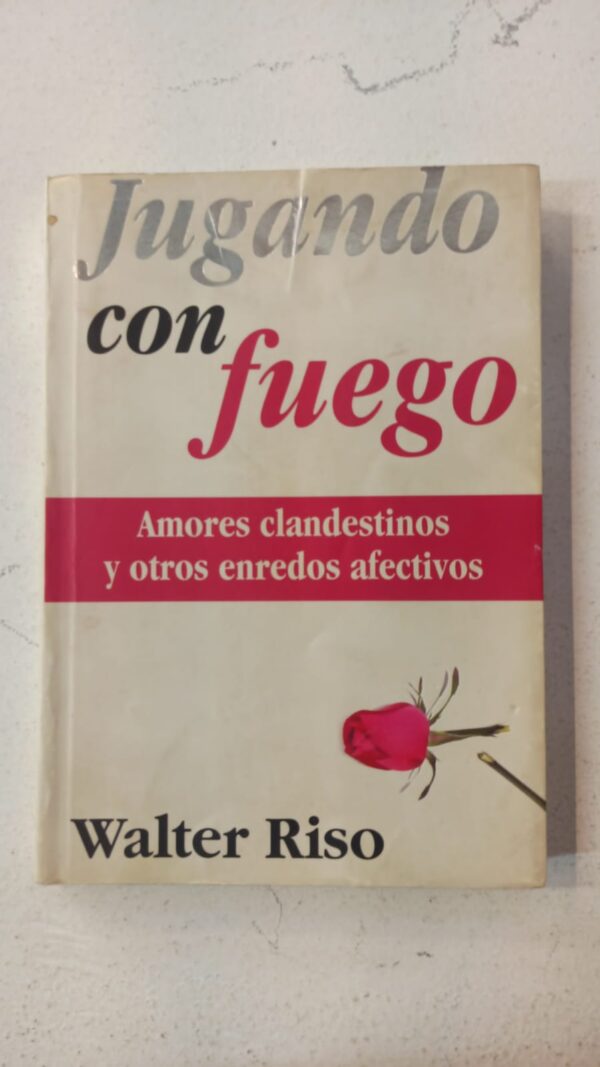 Jugando
con
fuego
Amores clandestinos
y otros enredos afectivos
Walter Riso